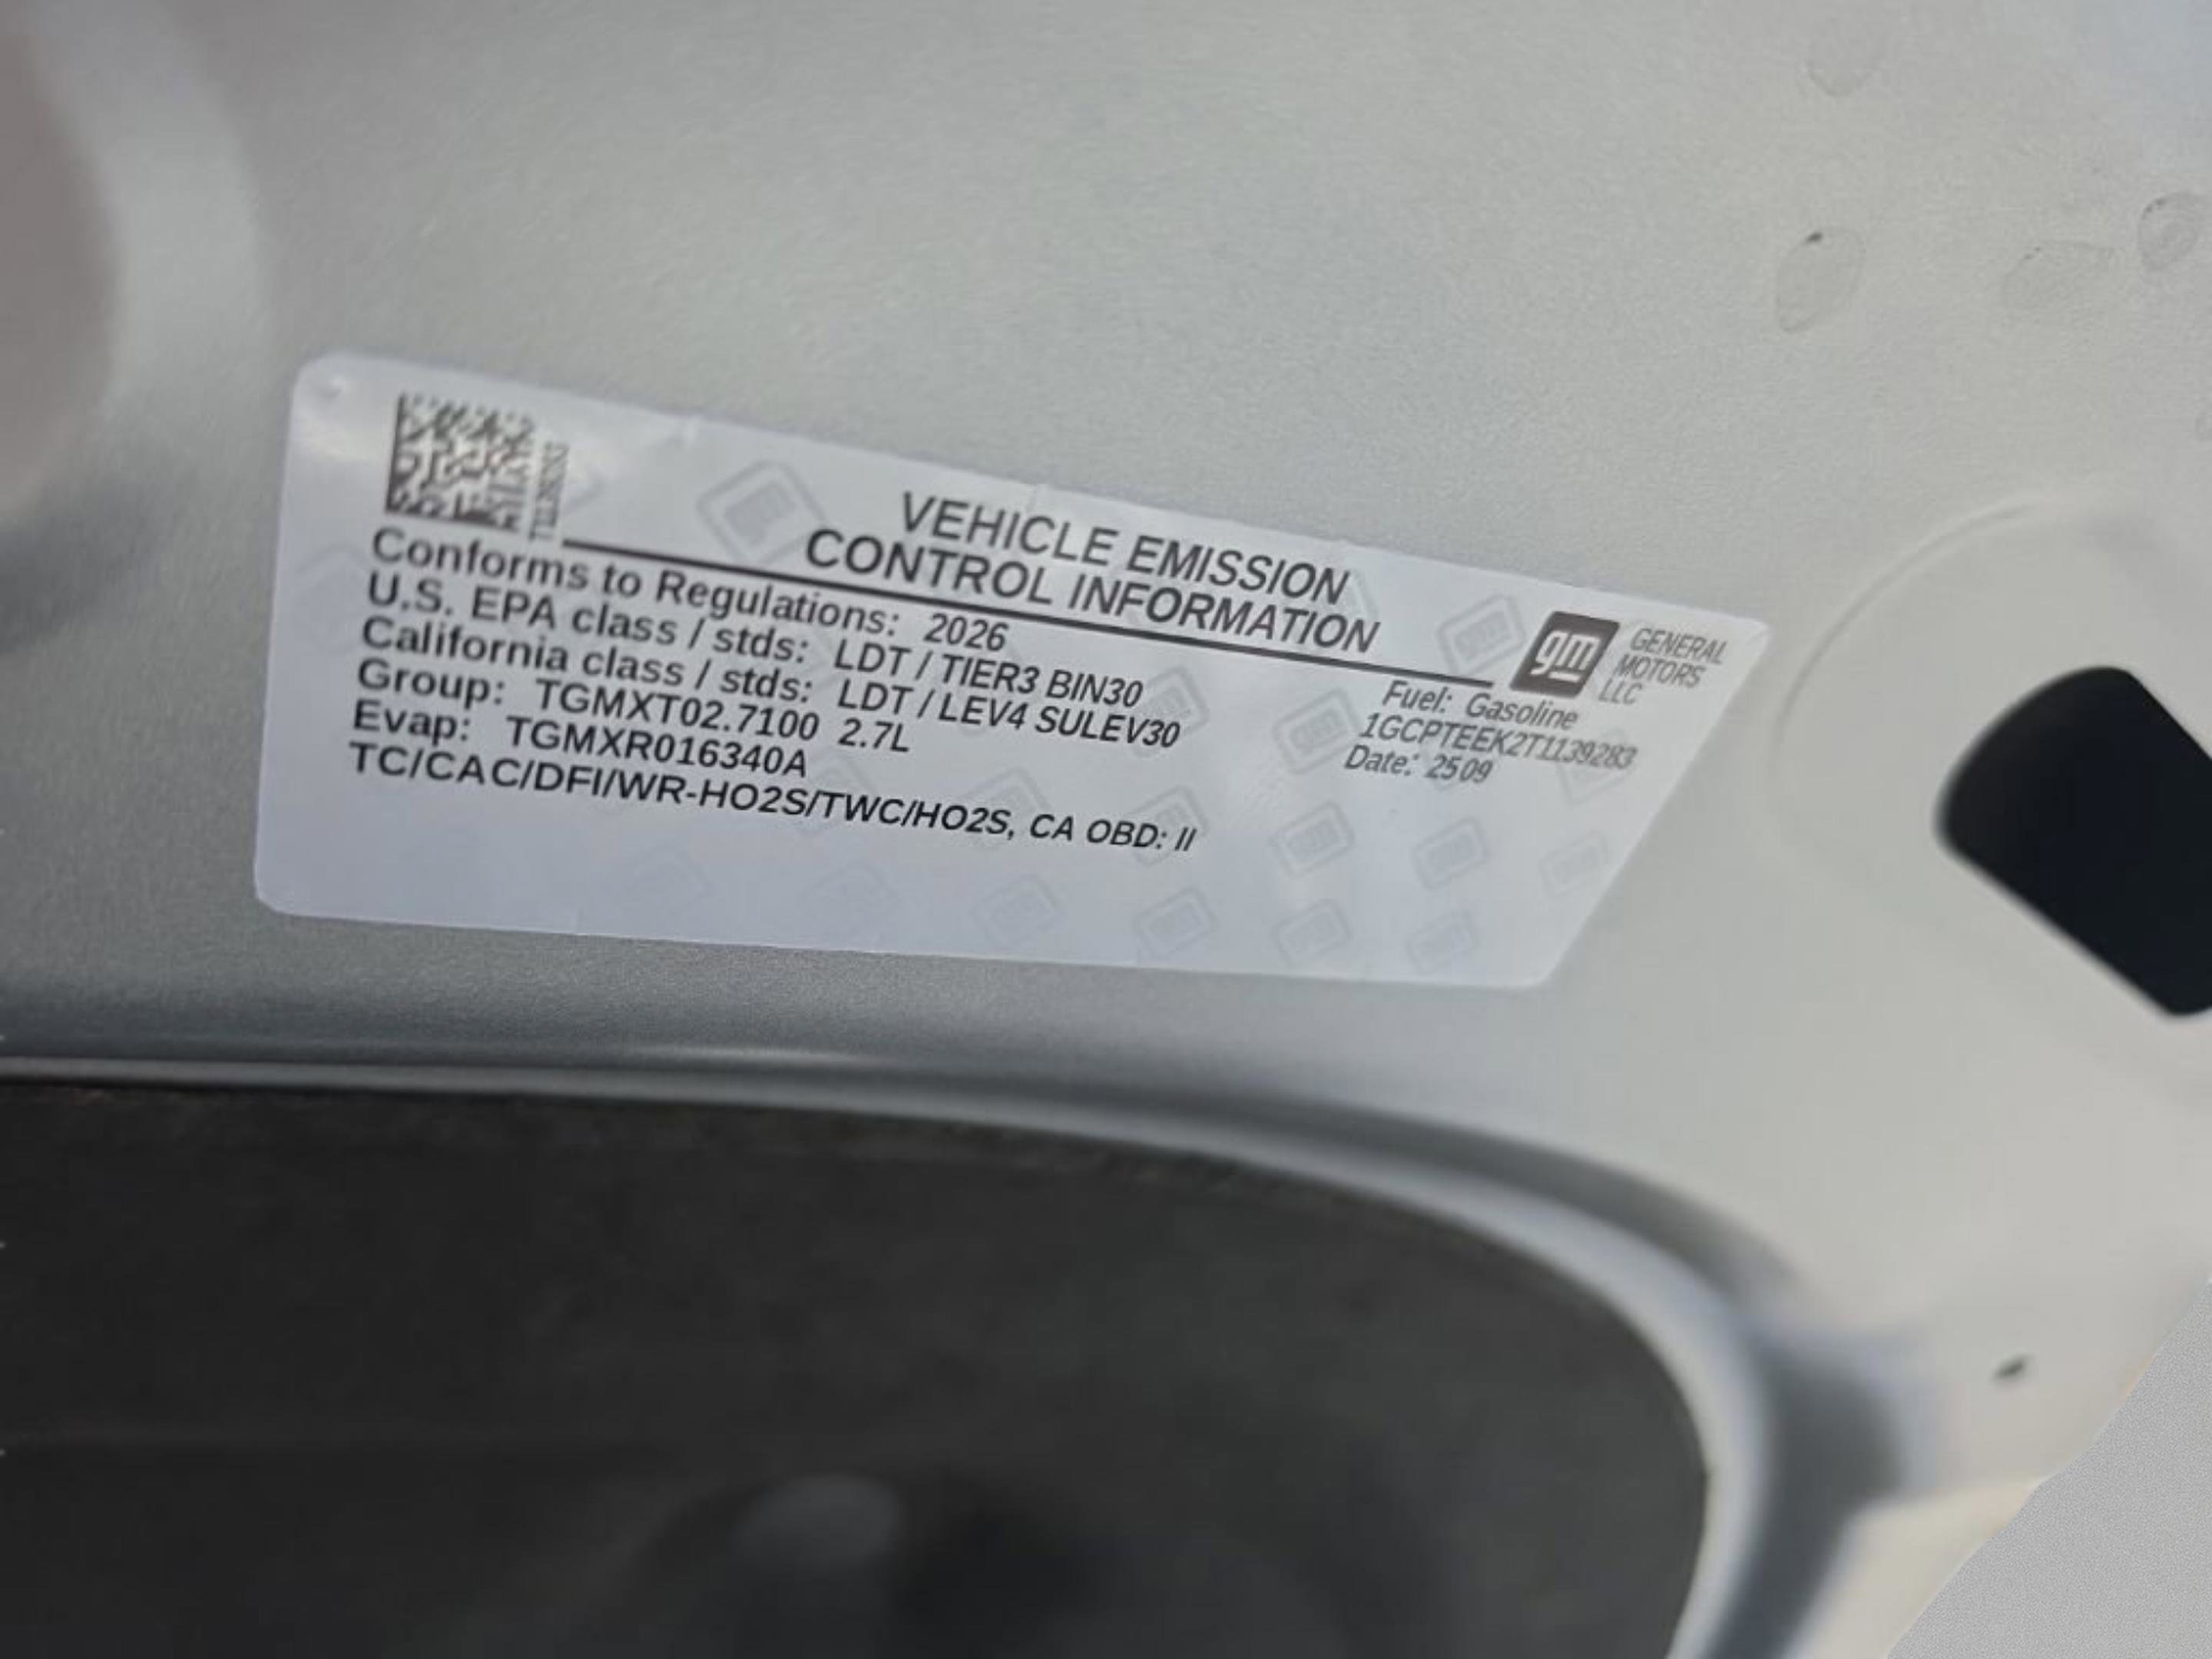 VEHICLE EMISSION
CONTROL INFORMATION
gm GENERAL
MOTORS
LLC
Conforms to Regulations: 2026
U.S. EPA class / stds: LDT / TIER3 BIN30
California class / stds: LDT / LEV4 SULEV30
Group: TGMXT02.7100 2.7L
Evap: TGMXR016340A
TC/CAC/DFI/WR-HO2S/TWC/HO2S, CA OBD: II
Fuel: Gasoline
1GCPTEEK2T1139283
Date: 2509